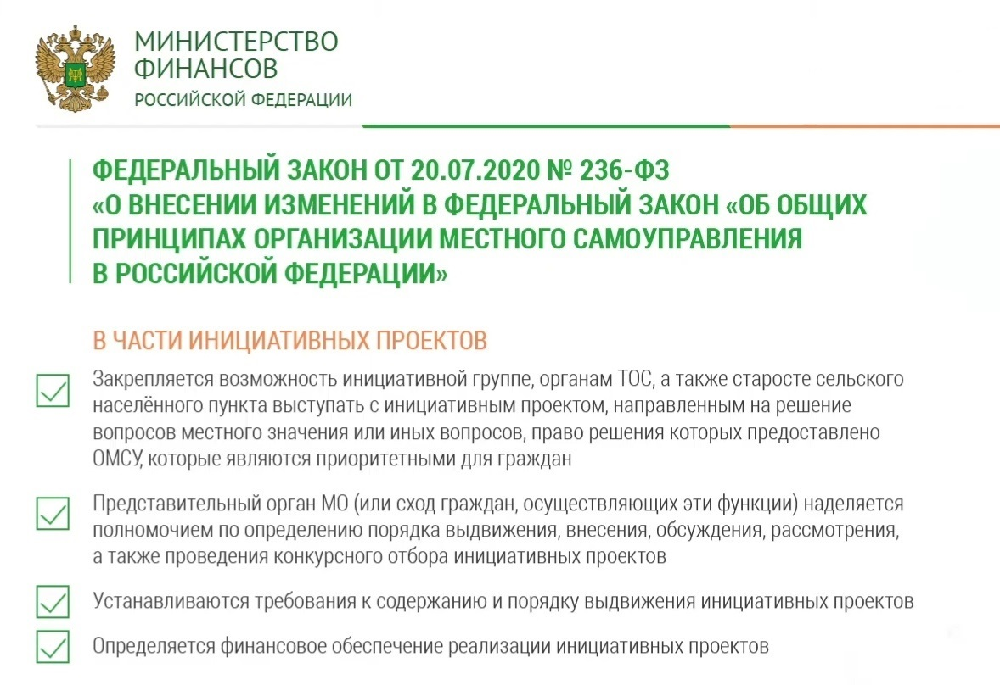 МИНИСТЕРСТВО
ФИНАНСОВ
РОССИЙСКОЙ ФЕДЕРАЦИИ
ФЕДЕРАЛЬНЫЙ ЗАКОН ОТ 20.07.2020 № 236-ФЗ
«О ВНЕСЕНИИ ИЗМЕНЕНИЙ В ФЕДЕРАЛЬНЫЙ ЗАКОН «ОБ ОБЩИХ
ПРИНЦИПАХ ОРГАНИЗАЦИИ МЕСТНОГО САМОУПРАВЛЕНИЯ
В РОССИЙСКОЙ ФЕДЕРАЦИИ»
В ЧАСТИ ИНИЦИАТИВНЫХ ПРОЕКТОВ
Закрепляется возможность инициативной группе, органам ТОС, а также старосте сельского
населённого пункта выступать с инициативным проектом, направленным на решение
вопросов местного значения или иных вопросов, право решения которых предоставлено
ОМСУ, которые являются приоритетными для граждан
Представительный орган МО (или сход граждан, осуществляющих эти функции) наделяется
полномочием по определению порядка выдвижения, внесения, обсуждения, рассмотрения,
а также проведения конкурсного отбора инициативных проектов
Устанавливаются требования к содержанию и порядку выдвижения инициативных проектов
Определяется финансовое обеспечение реализации инициативных проектов